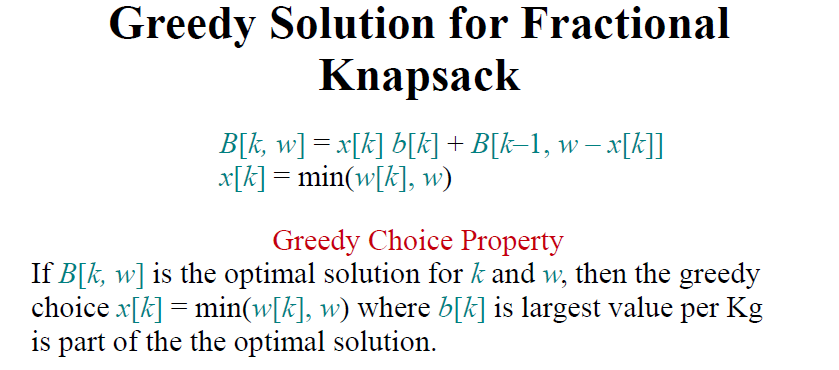 Greedy Solution for Fractional
Knapsack
B[k, w] = x[k] b[k] + B[k–1, w – x[k]]
x[k] = min(w[k], w)
Greedy Choice Property
If B[k, w] is the optimal solution for k and w, then the greedy
choice x[k] = min(w[k], w) where b[k] is largest value per Kg
is part of the the optimal solution.